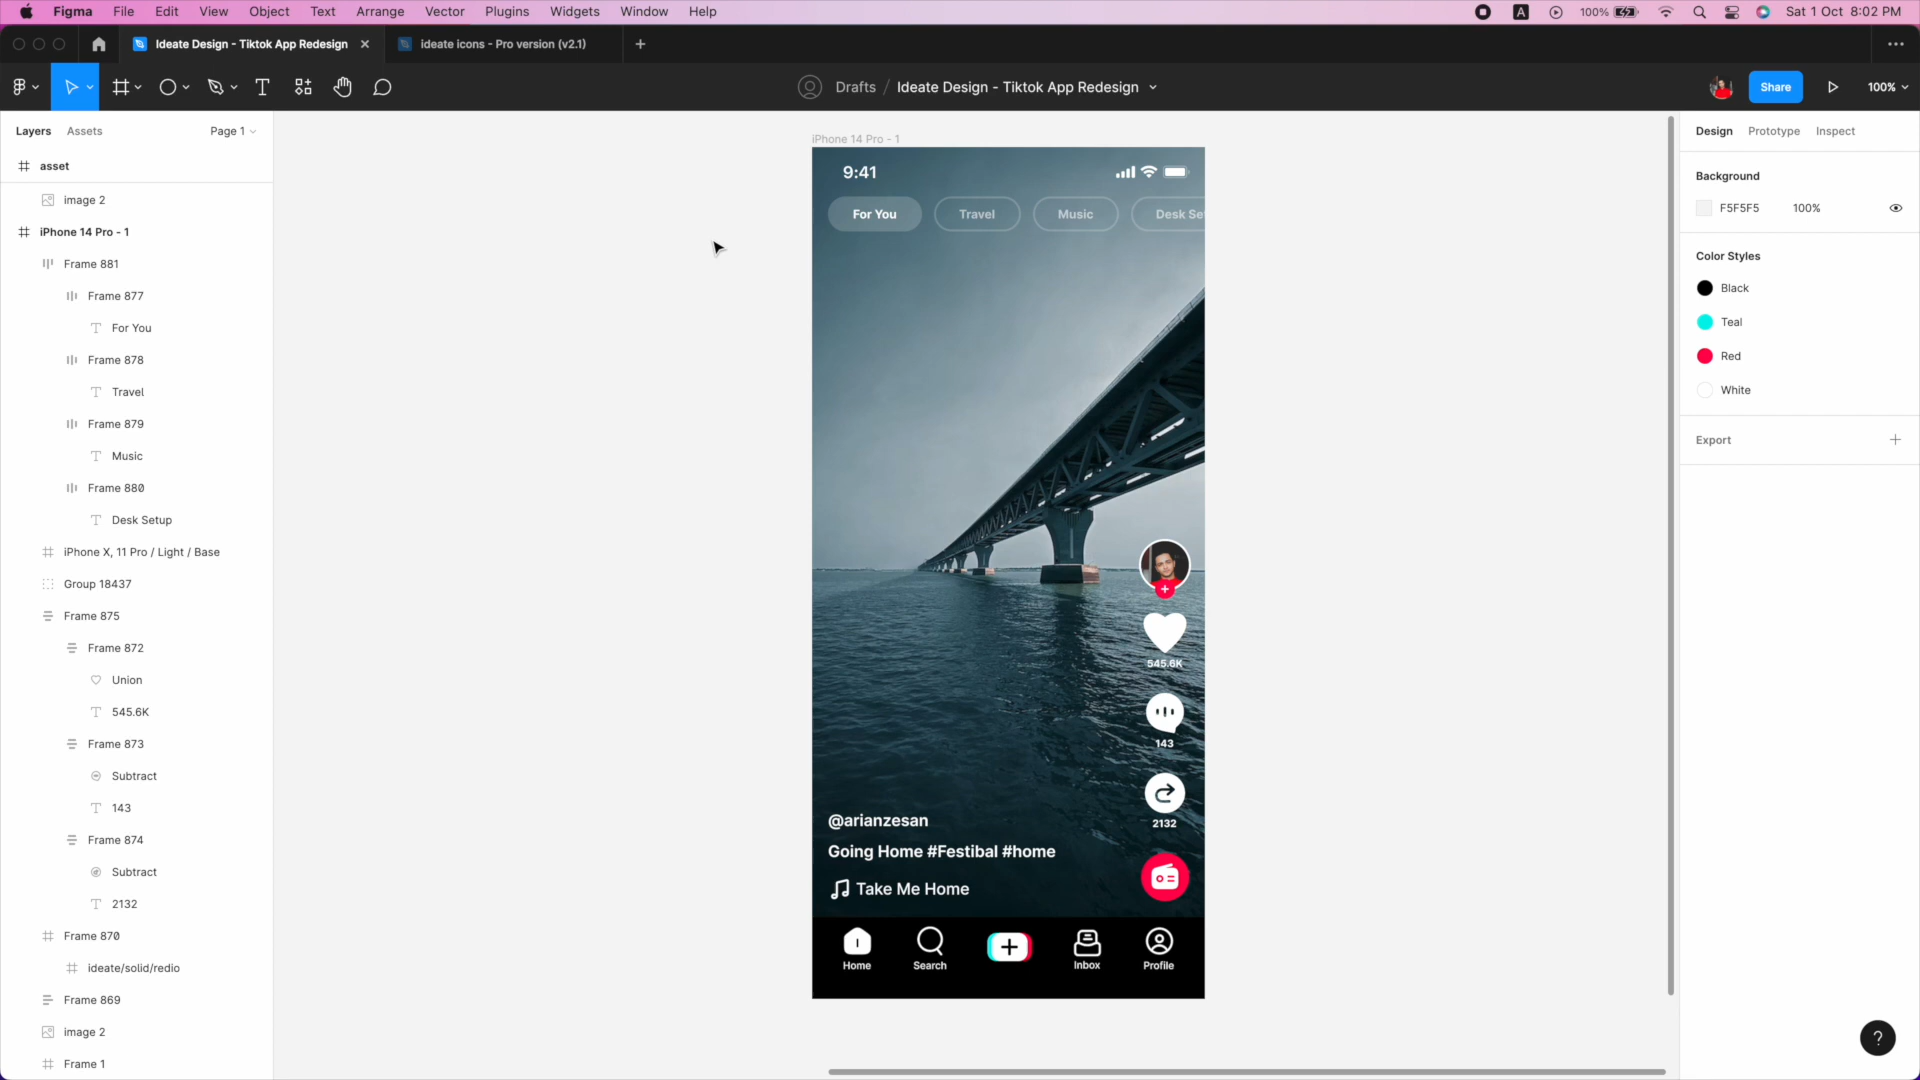 Figma File Edit View Object Text Arrange Vector Plugins Widgets Window Help
A 100% Sat 1 Oct 8:02 PM
Ideate Design - Tiktok App Redesign
ideate icons - Pro version (v2.1)
Drafts / Ideate Design - Tiktok App Redesign
Share
100%
Layers
Assets
Page 1
asset
image 2
iPhone 14 Pro - 1
Frame 881
Frame 877
For You
Frame 878
Travel
Frame 879
Music
Frame 880
Desk Setup
iPhone X, 11 Pro / Light / Base
Group 18437
Frame 875
Frame 872
Union
545.6K
Frame 873
Subtract
143
Frame 874
Subtract
2132
Frame 870
ideate/solid/redio
Frame 869
image 2
Frame 1
iPhone 14 Pro - 1
9:41
For You
Travel
Music
Desk Se
545.6K
143
2132
@arianzesan
Going Home #Festibal #home
Take Me Home
Home
Search
Inbox
Profile
Design
Prototype
Inspect
Background
F5F5F5 100%
Color Styles
Black
Teal
Red
White
Export
?